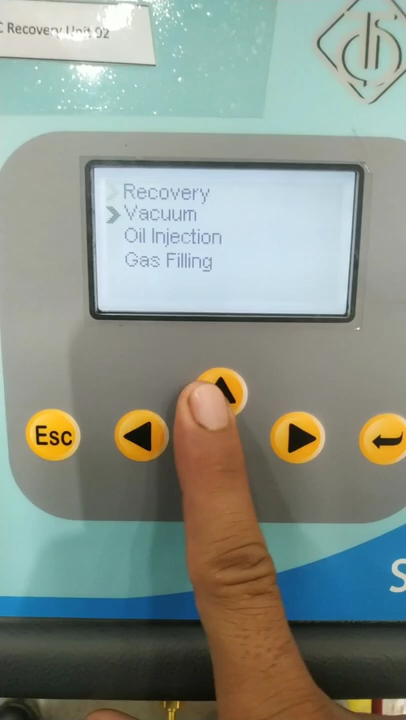 C Recovery Unit 02
Recovery
Vacuum
Oil Injection
Gas Filling
Esc
S